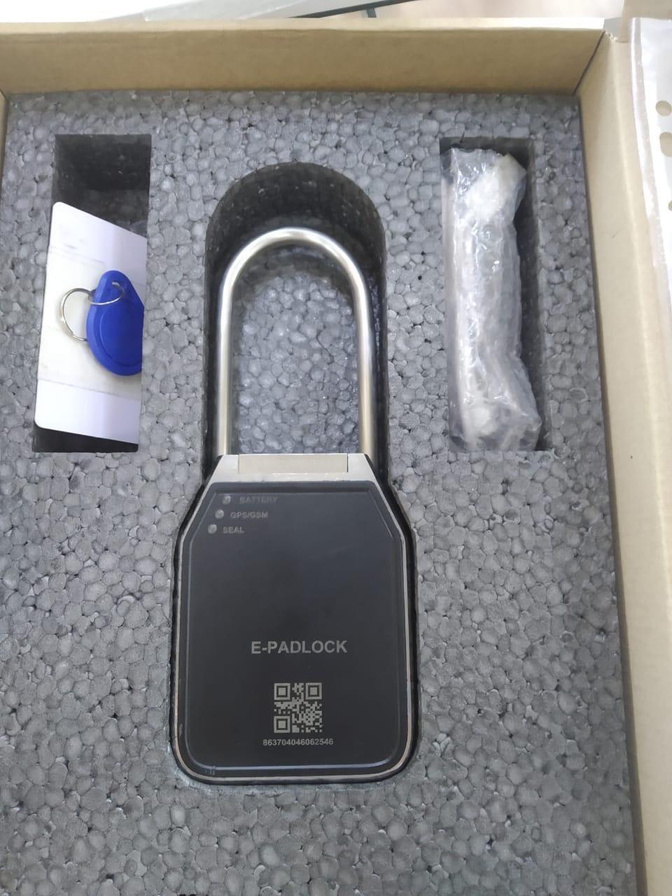 BATTERY
GPS/GSM
SEAL
E-PADLOCK
863704046062546